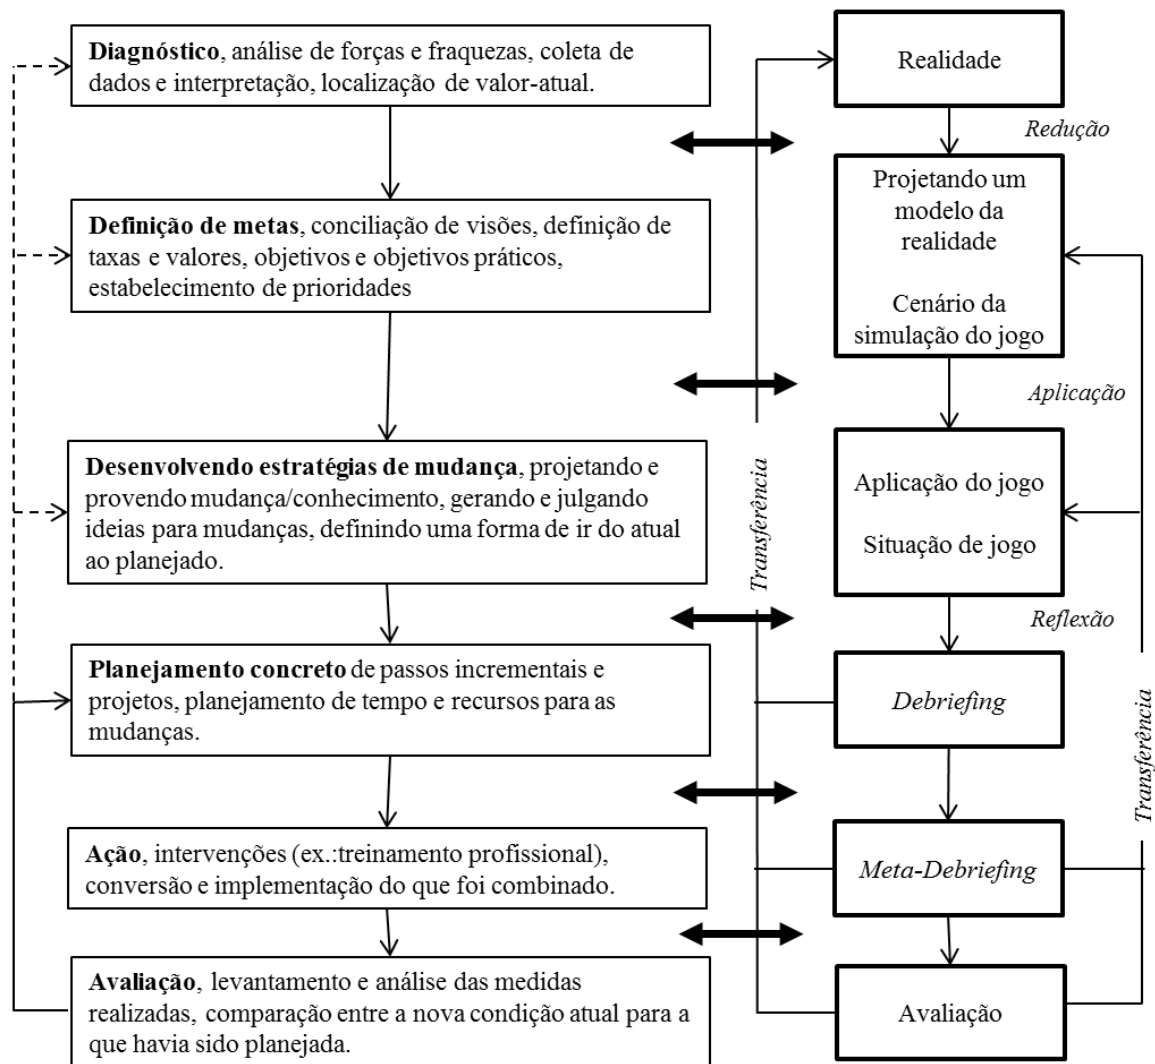 Diagnóstico, análise de forças e fraquezas, coleta de
dados e interpretação, localização de valor-atual.
Definição de metas, conciliação de visões, definição de
taxas e valores, objetivos e objetivos práticos,
estabelecimento de prioridades
Desenvolvendo estratégias de mudança, projetando e
provendo mudança/conhecimento, gerando e julgando
ideias para mudanças, definindo uma forma de ir do atual
ao planejado.
Planejamento concreto de passos incrementais e
projetos, planejamento de tempo e recursos para as
mudanças.
Ação, intervenções (ex.:treinamento profissional),
conversão e implementação do que foi combinado.
Avaliação, levantamento e análise das medidas
realizadas, comparação entre a nova condição atual para a
que havia sido planejada.
Transferência
Realidade
Redução
Projetando um
modelo da
realidade
Cenário da
simulação do jogo
Aplicação
Aplicação do jogo
Situação de jogo
Reflexão
Debriefing
Meta-Debriefing
Avaliação
Transferência